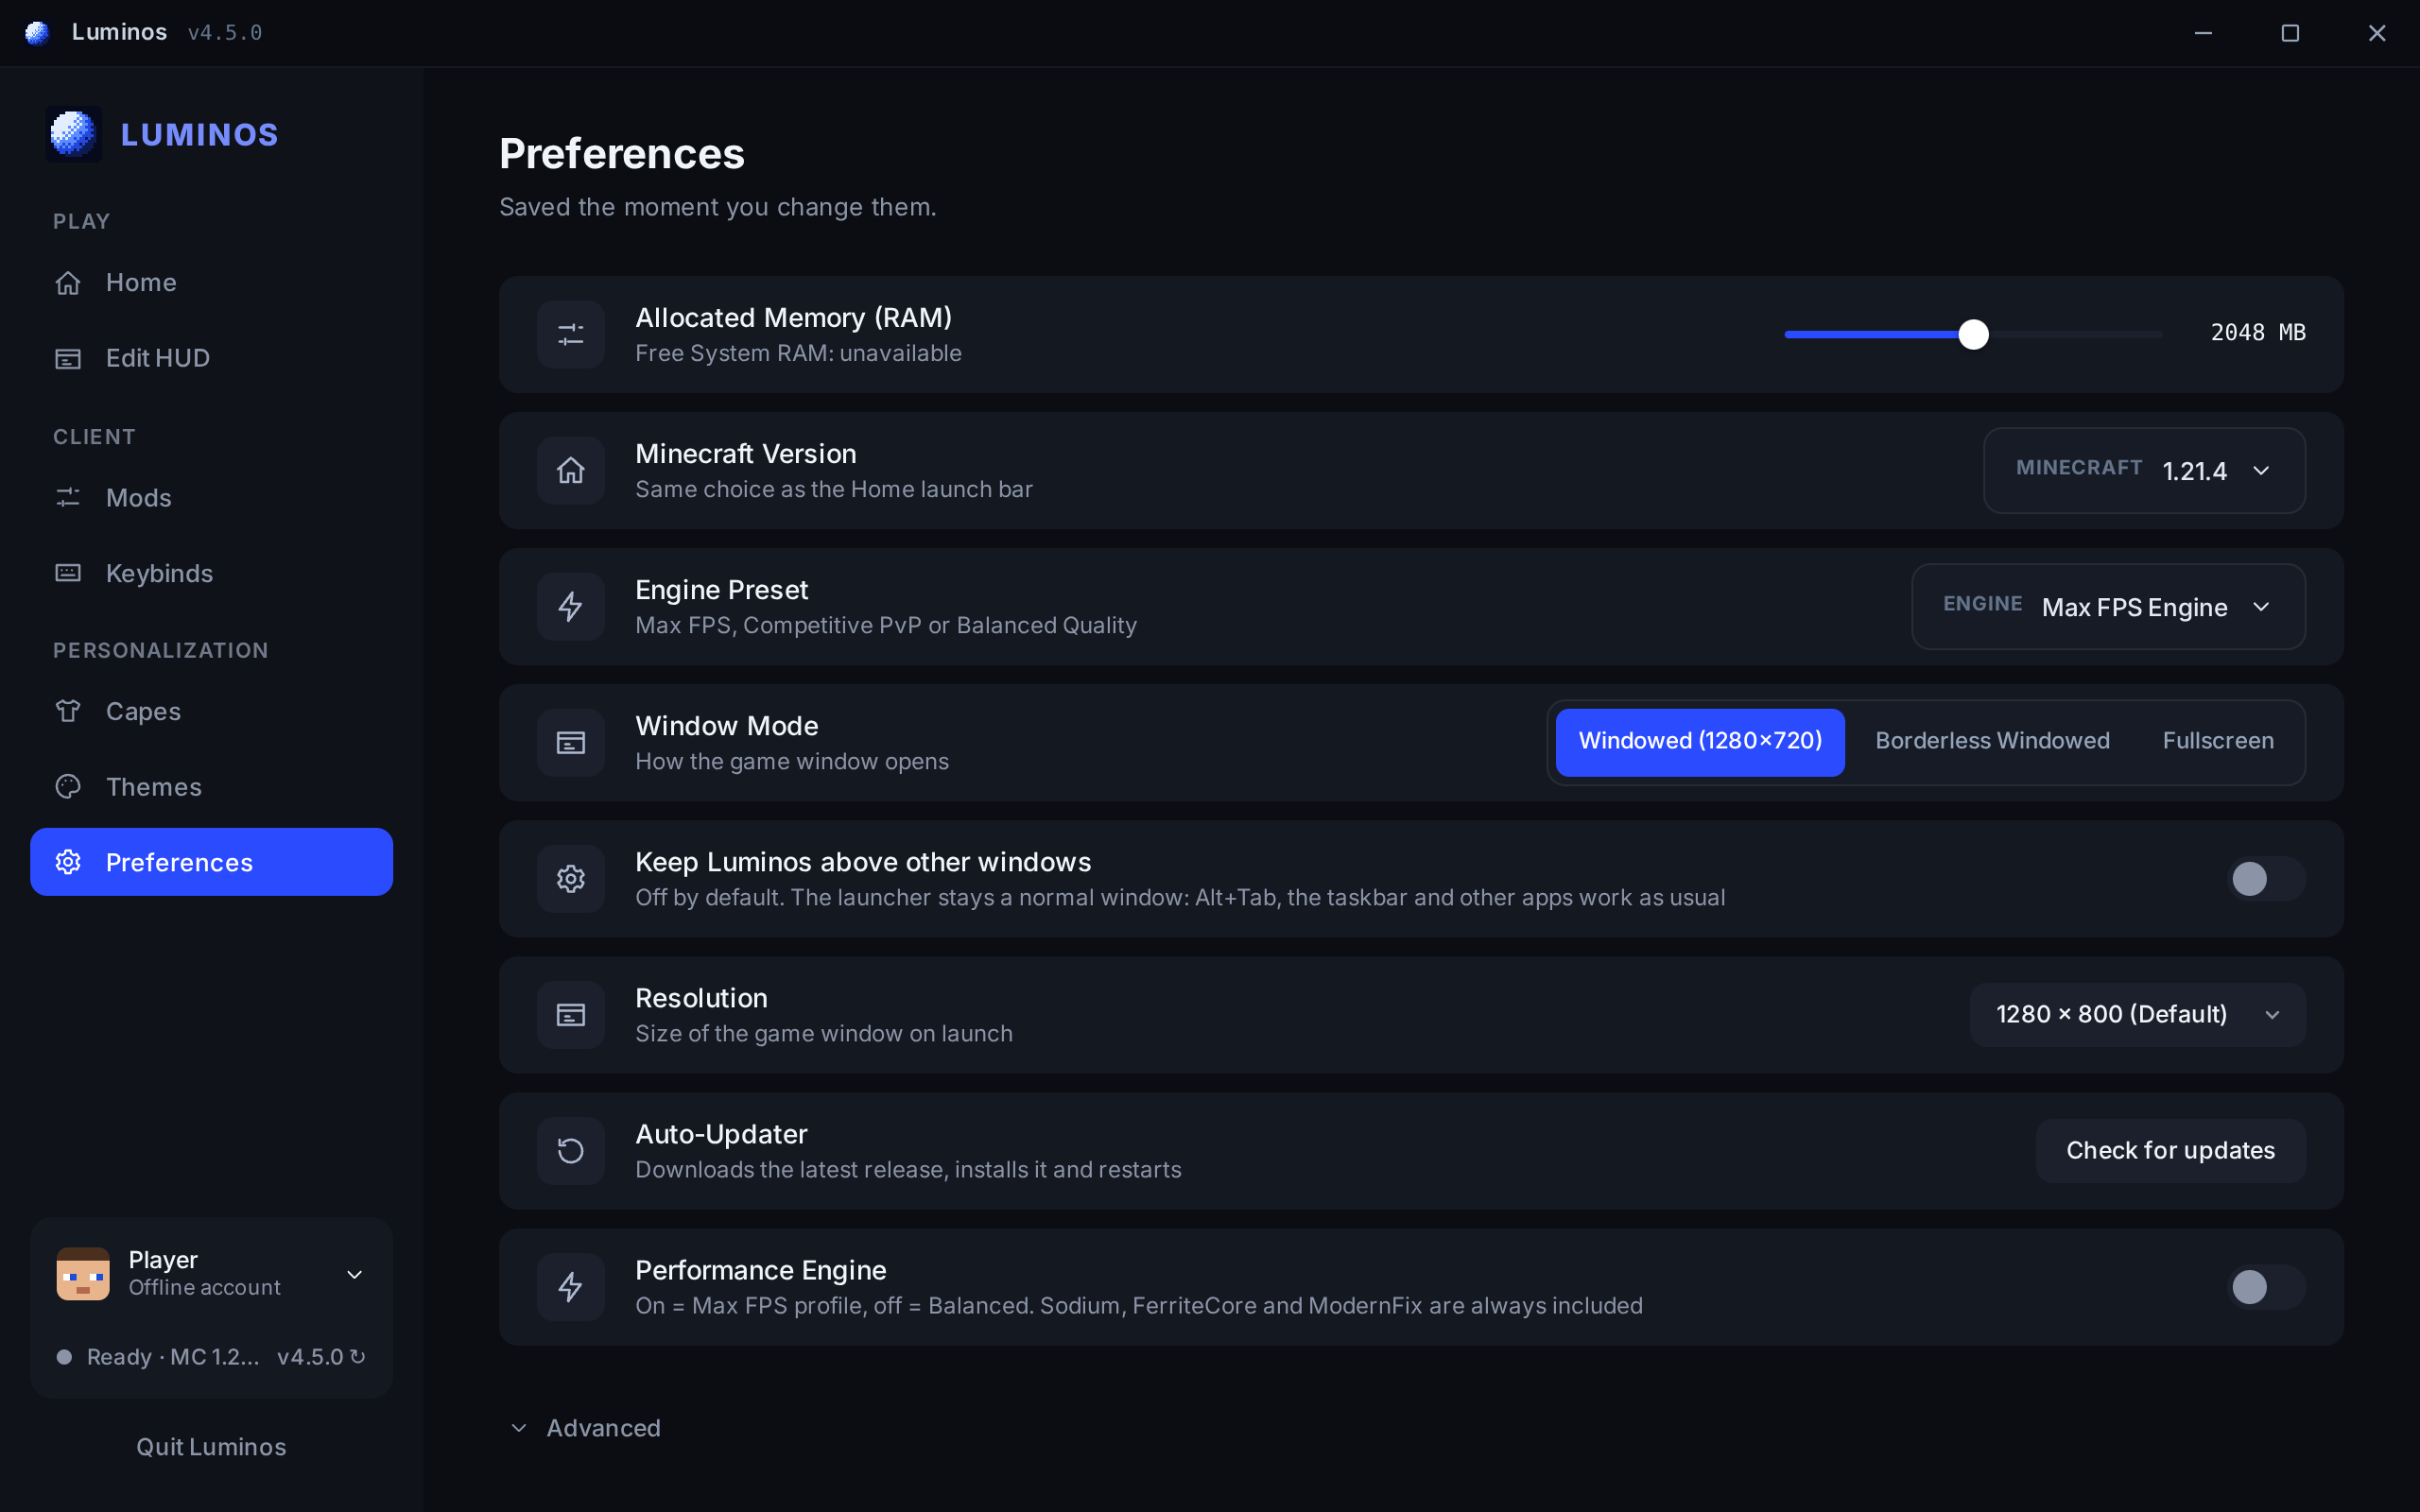 Luminos v4.5.0
LUMINOS
PLAY
Home
Edit HUD
CLIENT
Mods
Keybinds
PERSONALIZATION
Capes
Themes
Preferences
Player
Offline account
Ready · MC 1.2... v4.5.0 ↻
Quit Luminos
Preferences
Saved the moment you change them.
Allocated Memory (RAM)
Free System RAM: unavailable
2048 MB
Minecraft Version
Same choice as the Home launch bar
MINECRAFT 1.21.4
Engine Preset
Max FPS, Competitive PvP or Balanced Quality
ENGINE Max FPS Engine
Window Mode
How the game window opens
Windowed (1280×720) Borderless Windowed Fullscreen
Keep Luminos above other windows
Off by default. The launcher stays a normal window: Alt+Tab, the taskbar and other apps work as usual
Resolution
Size of the game window on launch
1280 × 800 (Default)
Auto-Updater
Downloads the latest release, installs it and restarts
Check for updates
Performance Engine
On = Max FPS profile, off = Balanced. Sodium, FerriteCore and ModernFix are always included
Advanced